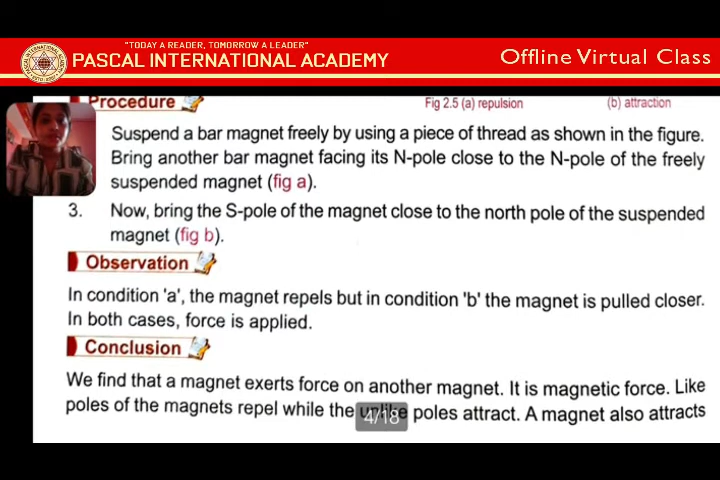 "TODAY A READER, TOMORROW A LEADER"
PASCAL INTERNATIONAL ACADEMY
Offline Virtual Class
Procedure
Fig 2.5 (a) repulsion
(b) attraction
Suspend a bar magnet freely by using a piece of thread as shown in the figure.
Bring another bar magnet facing its N-pole close to the N-pole of the freely
suspended magnet (fig a).
3. Now, bring the S-pole of the magnet close to the north pole of the suspended
magnet (fig b).
Observation
In condition 'a', the magnet repels but in condition 'b' the magnet is pulled closer.
In both cases, force is applied.
Conclusion
We find that a magnet exerts force on another magnet. It is magnetic force. Like
poles of the magnets repel while the unlike poles attract. A magnet also attracts
4/18